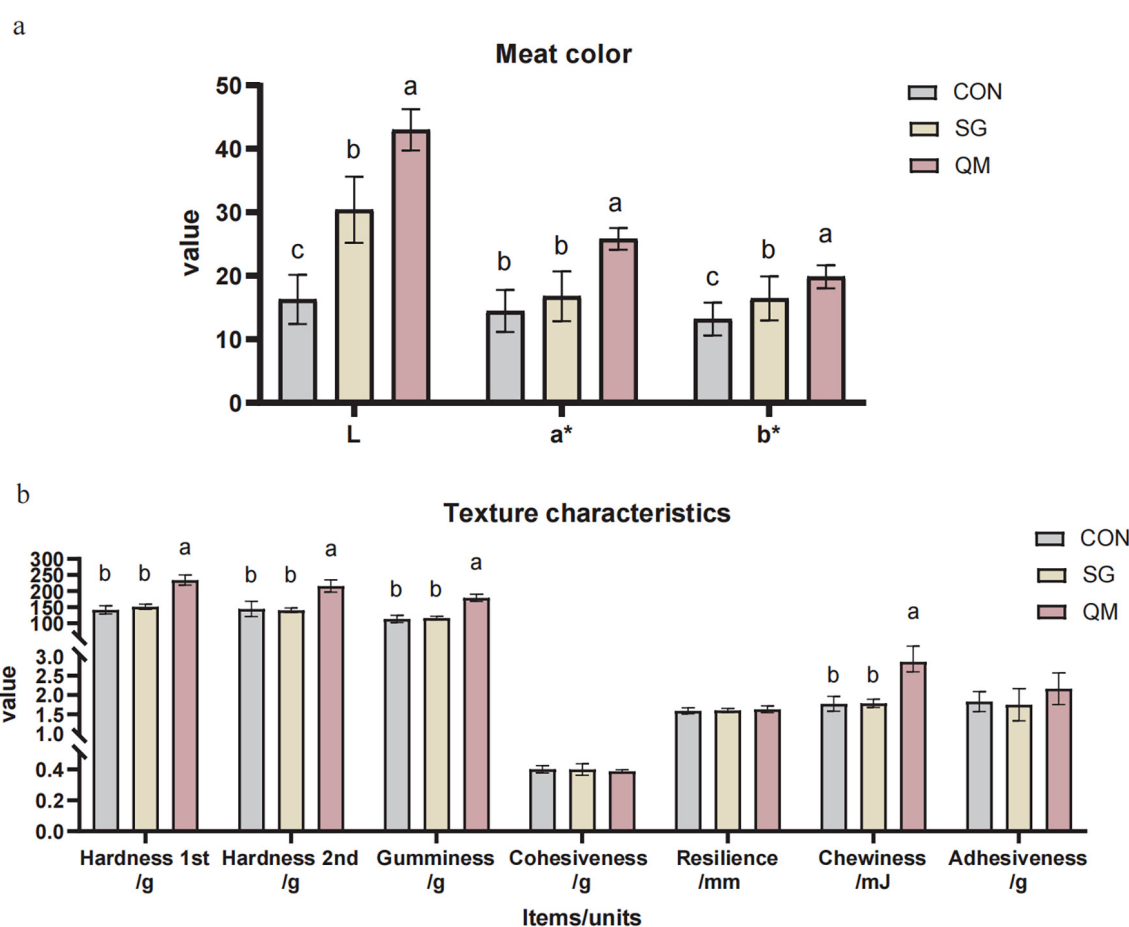 a
Meat color
CON
SG
QM
value
50
40
30
20
10
0
c
b
a
b
b
a
c
b
a
L
a*
b*
b
Texture characteristics
CON
SG
QM
value
300
250
200
150
100
3.0
2.5
2.0
1.5
1.0
0.4
0.2
0.0
b b a
b b a
b b a
b b a
Hardness 1st Hardness 2nd Gumminess Cohesiveness Resilience Chewiness Adhesiveness
/g /g /g /g /mm /mJ /g
Items/units